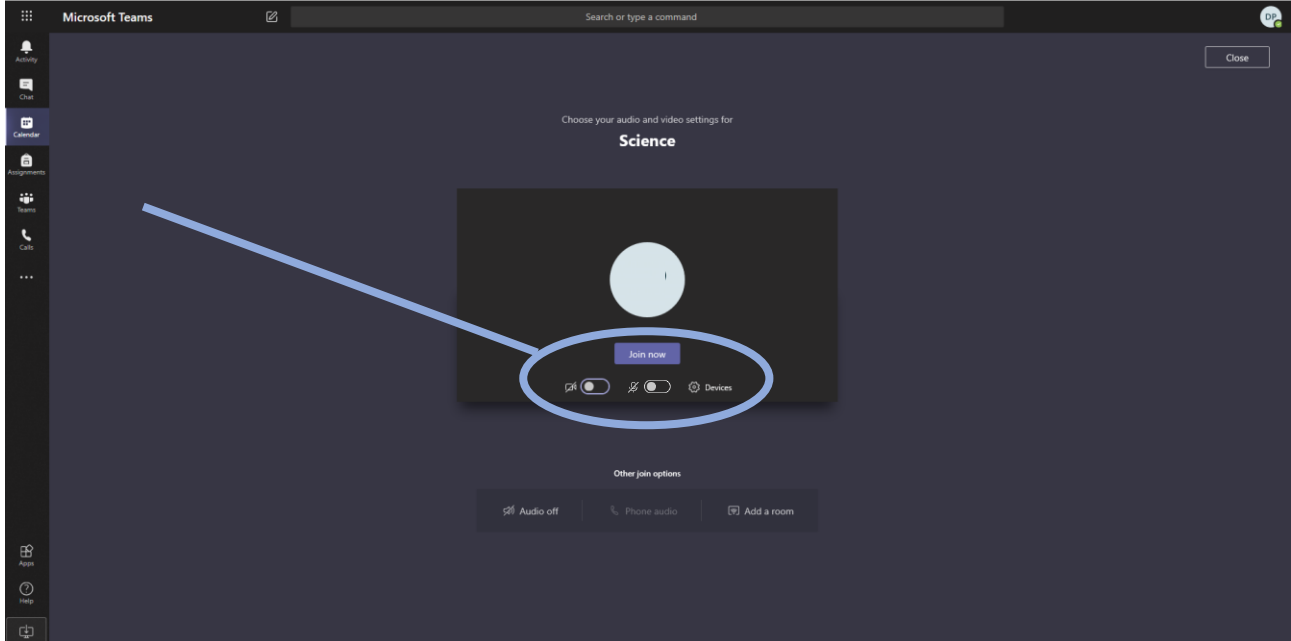 Microsoft Teams
Search or type a command
DP
Activity
Chat
Calendar
Assignments
Teams
Calls
Close
Choose your audio and video settings for
Science
Join now
Devices
Other join options
Audio off
Phone audio
Add a room
Apps
Help